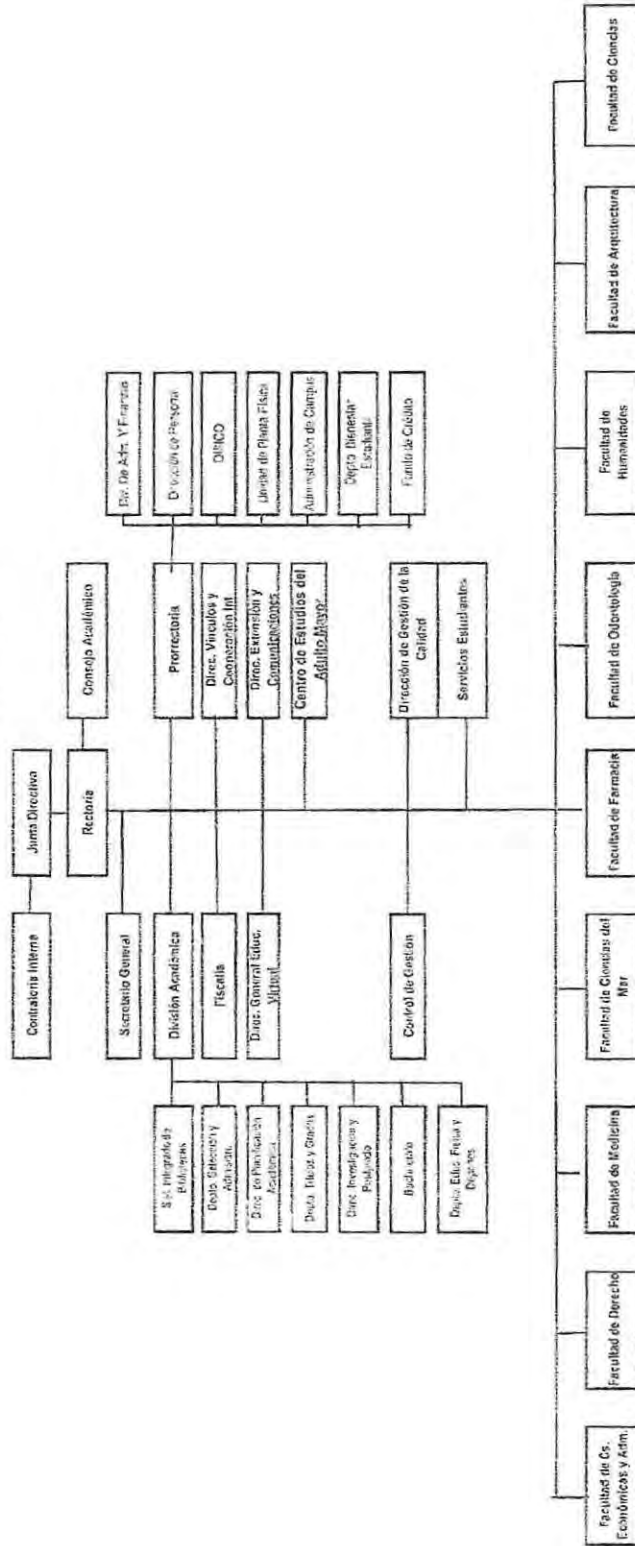 Contraloría Interna
Junta Directiva
Rectoría
Consejo Académico
Secretario General
División Académica
Prorrectoría
Fiscalía
Direc. Vínculos y
Cooperación Int
Direc. General Educ.
Virtual
Direc. Extensión y
Comunicaciones
Centro de Estudios del
Adulto Mayor
Control de Gestión
Dirección de Gestión de la
Calidad
Servicios Estudiantes
Sist. Integrado de
Bibliotecas
Depto. Selección y
Admisión
Direc. de Planificación
Académica
Depto. Títulos y Grados
Direc. Investigación y
Postgrado
Bachillerato
Depto. Educ. Física y
Deportes
Div. De Adm. Y Finanzas
Dirección de Personal
DIRICO
Unidad de Planta Física
Administración de Campus
Depto. Bienestar
Estudiantil
Fondo de Crédito
Facultad de Cs.
Económicas y Adm.
Facultad de Derecho
Facultad de Medicina
Facultad de Ciencias del
Mar
Facultad de Farmacia
Facultad de Odontología
Facultad de
Humanidades
Facultad de Arquitectura
Facultad de Ciencias